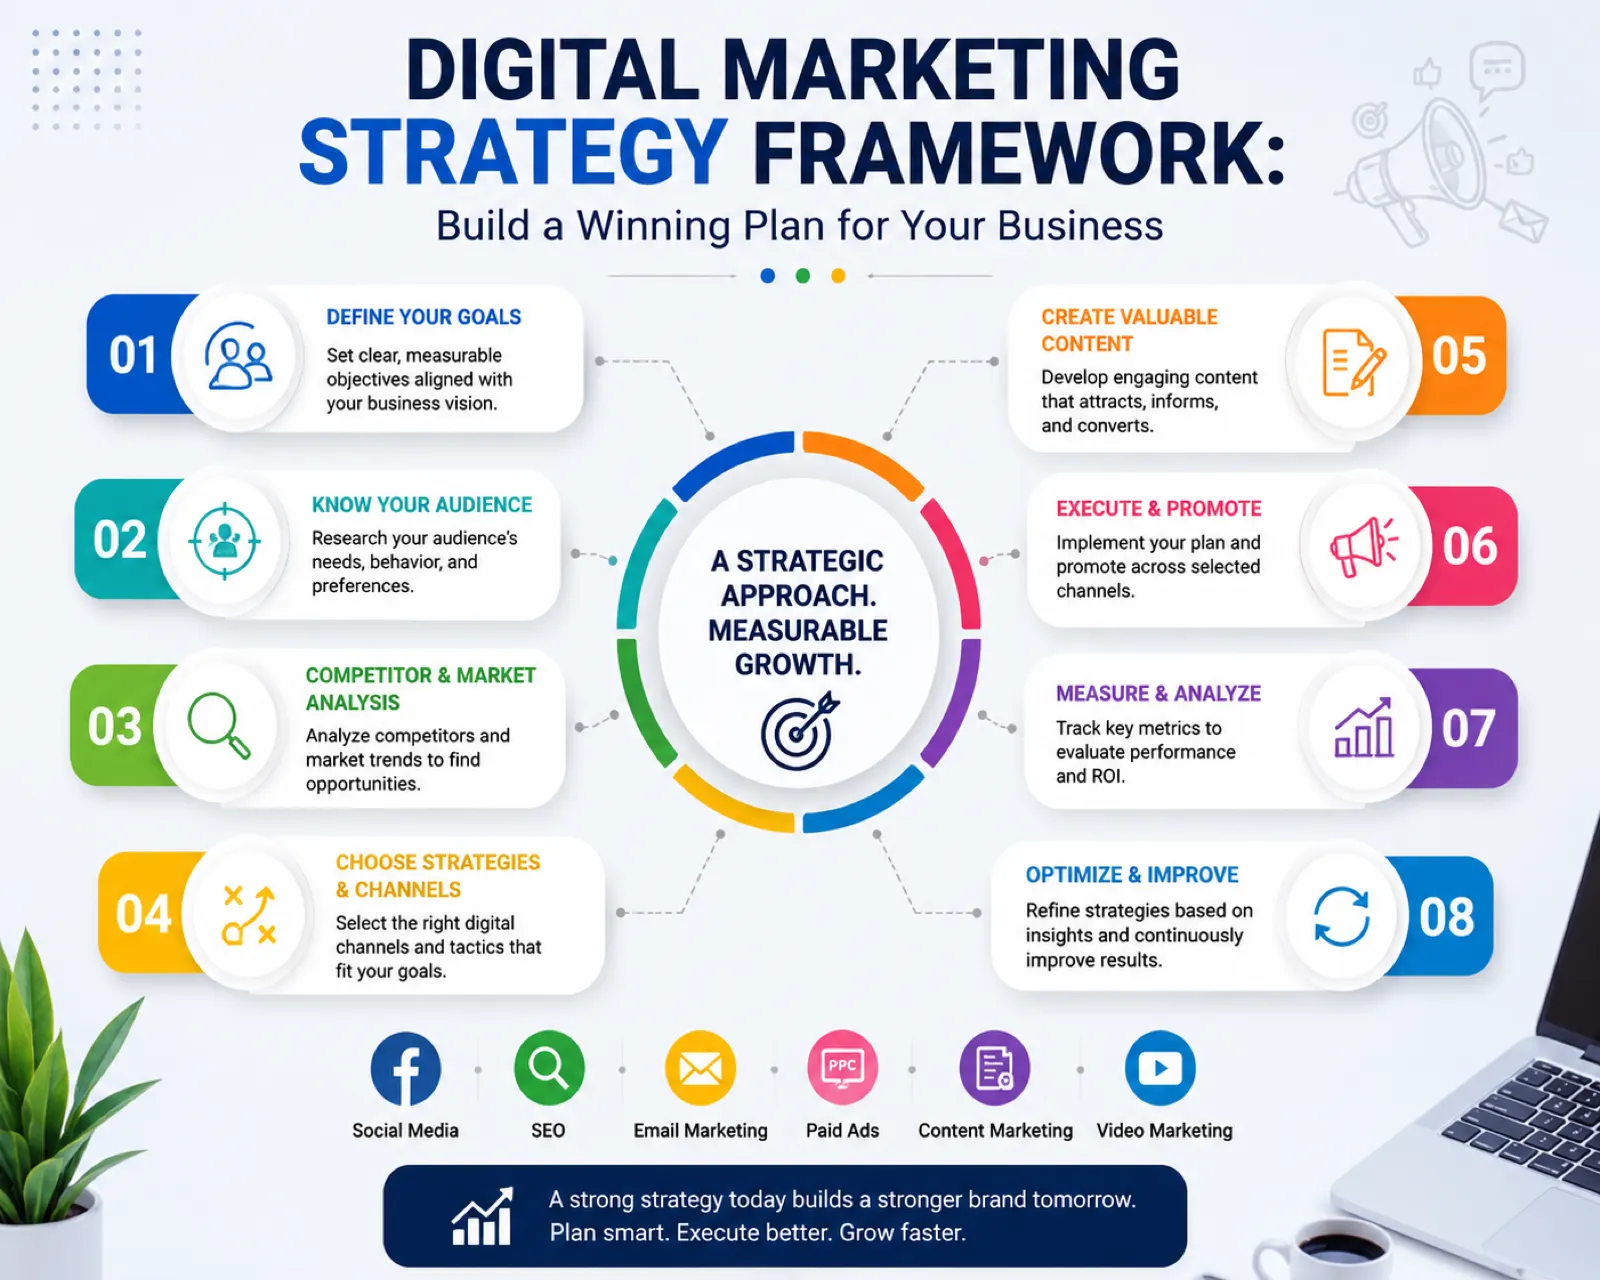 DIGITAL MARKETING
STRATEGY FRAMEWORK:
Build a Winning Plan for Your Business
01
DEFINE YOUR GOALS
Set clear, measurable
objectives aligned with
your business vision.
02
KNOW YOUR AUDIENCE
Research your audience's
needs, behavior, and
preferences.
03
COMPETITOR & MARKET
ANALYSIS
Analyze competitors and
market trends to find
opportunities.
04
CHOOSE STRATEGIES
& CHANNELS
Select the right digital
channels and tactics that
fit your goals.
A STRATEGIC
APPROACH.
MEASURABLE
GROWTH.
CREATE VALUABLE
CONTENT
Develop engaging content
that attracts, informs,
and converts.
05
EXECUTE & PROMOTE
Implement your plan and
promote across selected
channels.
06
MEASURE & ANALYZE
Track key metrics to
evaluate performance
and ROI.
07
OPTIMIZE & IMPROVE
Refine strategies based on
insights and continuously
improve results.
08
Social Media
SEO
Email Marketing
PPC
Paid Ads
Content Marketing
Video Marketing
A strong strategy today builds a stronger brand tomorrow.
Plan smart. Execute better. Grow faster.